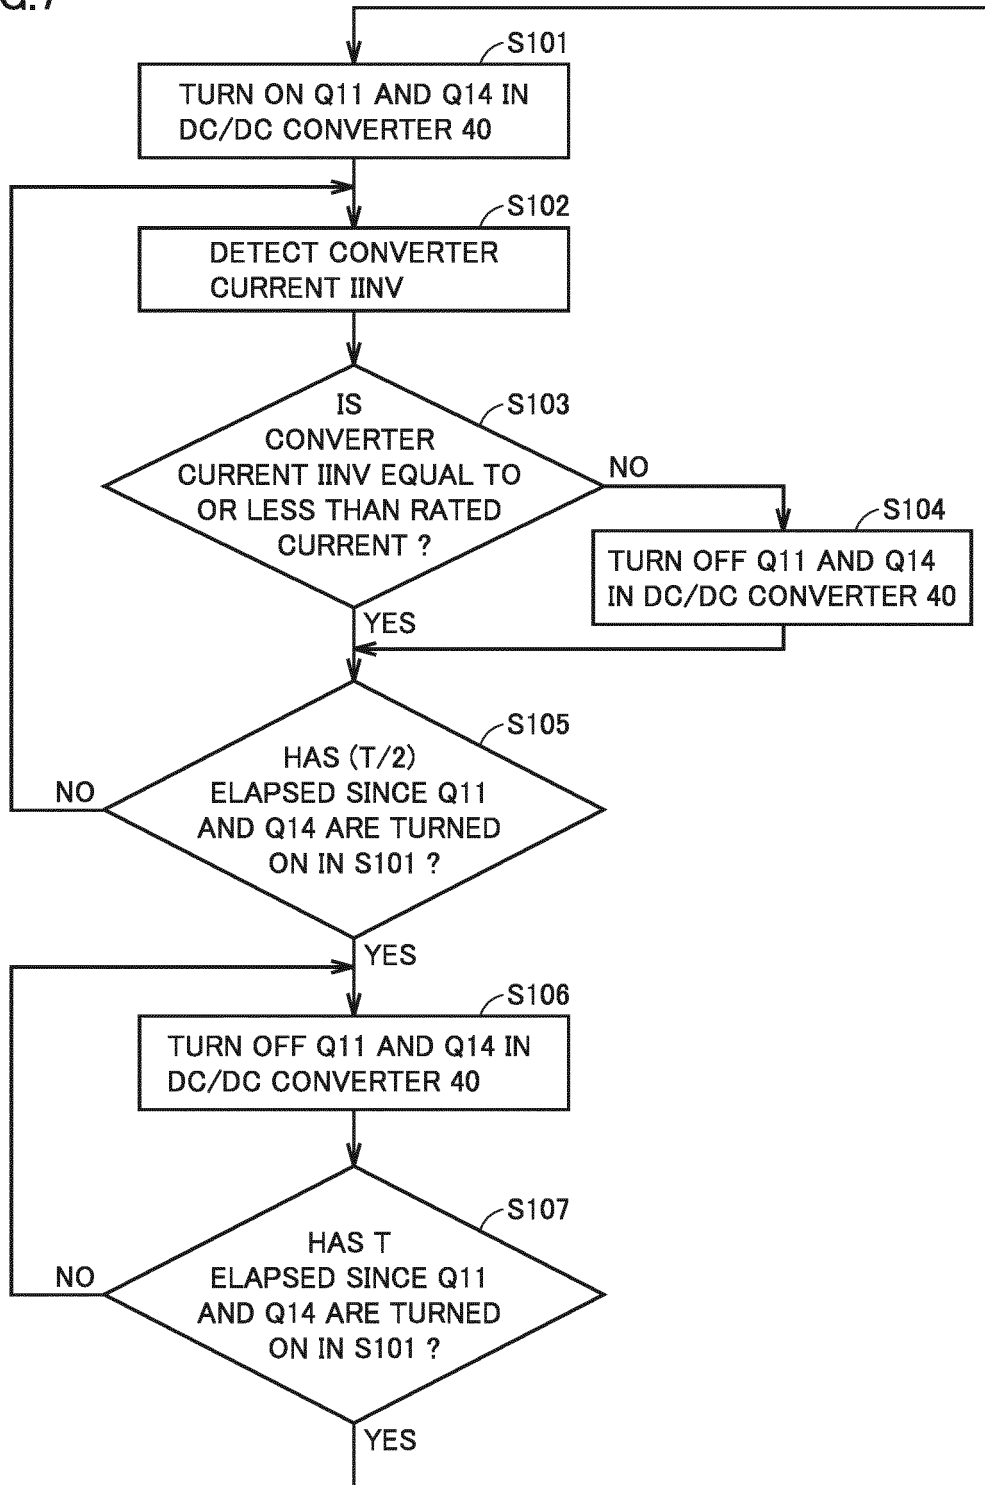 G.7
S101
TURN ON Q11 AND Q14 IN
DC/DC CONVERTER 40
S102
DETECT CONVERTER
CURRENT IINV
S103
IS
CONVERTER
CURRENT IINV EQUAL TO
OR LESS THAN RATED
CURRENT ?
NO
S104
TURN OFF Q11 AND Q14
IN DC/DC CONVERTER 40
YES
S105
HAS (T/2)
ELAPSED SINCE Q11
AND Q14 ARE TURNED
ON IN S101 ?
NO
YES
S106
TURN OFF Q11 AND Q14 IN
DC/DC CONVERTER 40
S107
HAS T
ELAPSED SINCE Q11
AND Q14 ARE TURNED
ON IN S101 ?
NO
YES